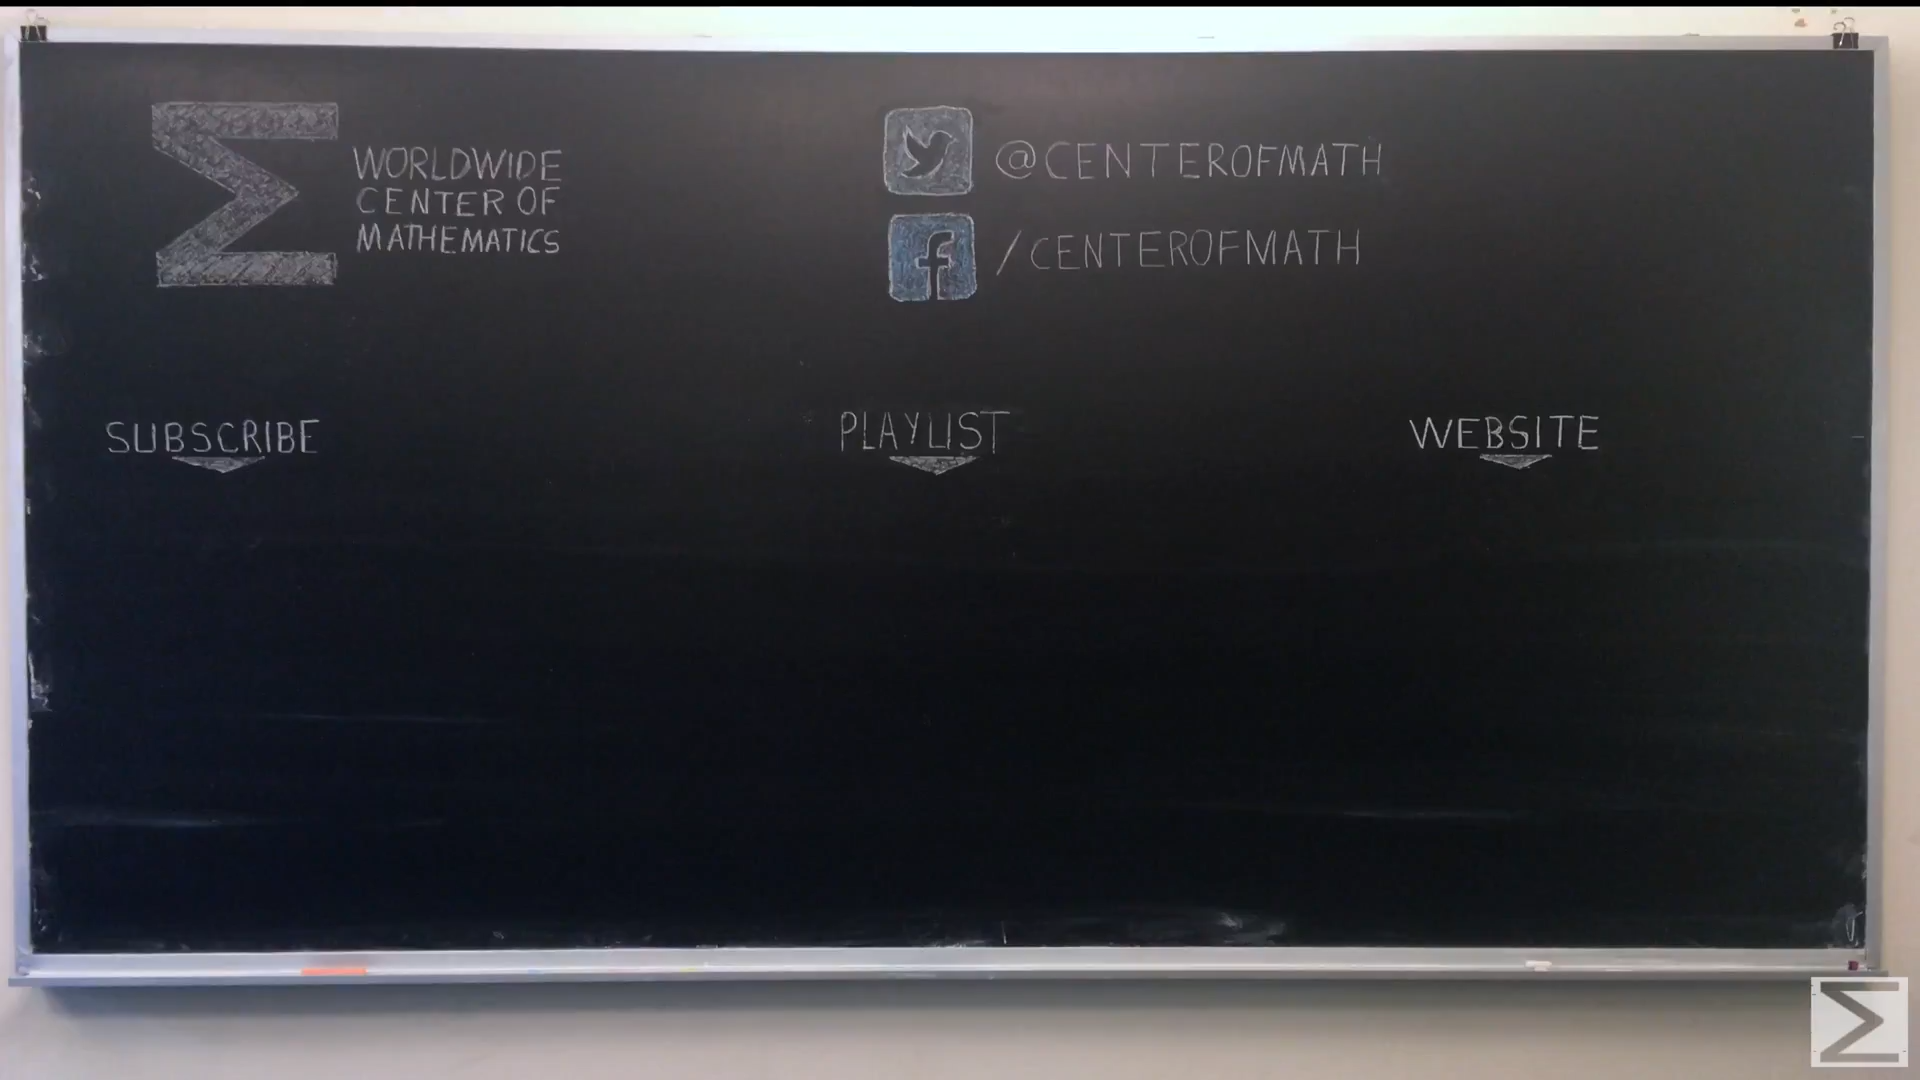 WORLDWIDE
CENTER OF
MATHEMATICS
@CENTEROFMATH
/CENTEROFMATH
SUBSCRIBE
PLAYLIST
WEBSITE